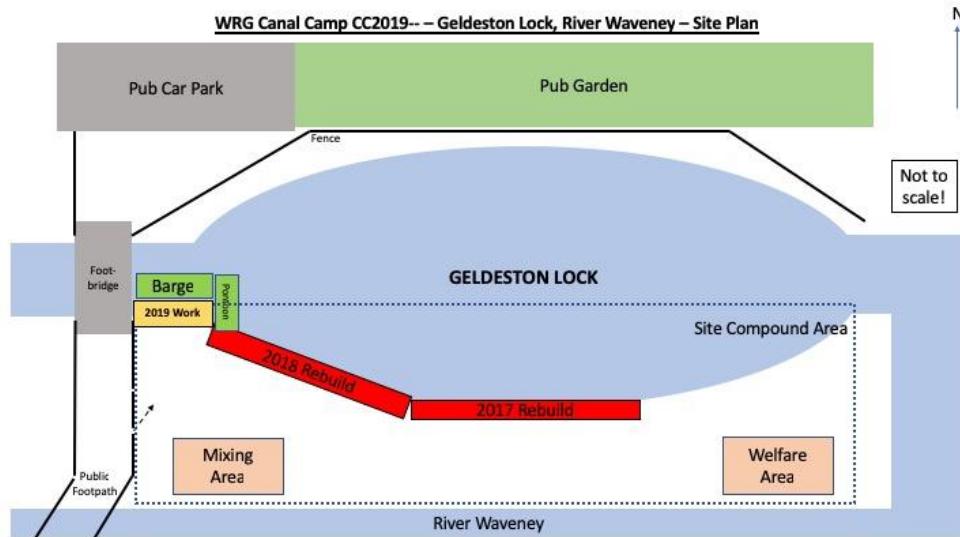 WRG Canal Camp CC2019-- – Geldeston Lock, River Waveney – Site Plan
N
Pub Car Park
Pub Garden
Fence
Not to
scale!
Foot-
bridge
Barge
Pontoon
2019 Work
GELDESTON LOCK
Site Compound Area
2018 Rebuild
2017 Rebuild
Mixing
Area
Welfare
Area
Public
Footpath
River Waveney